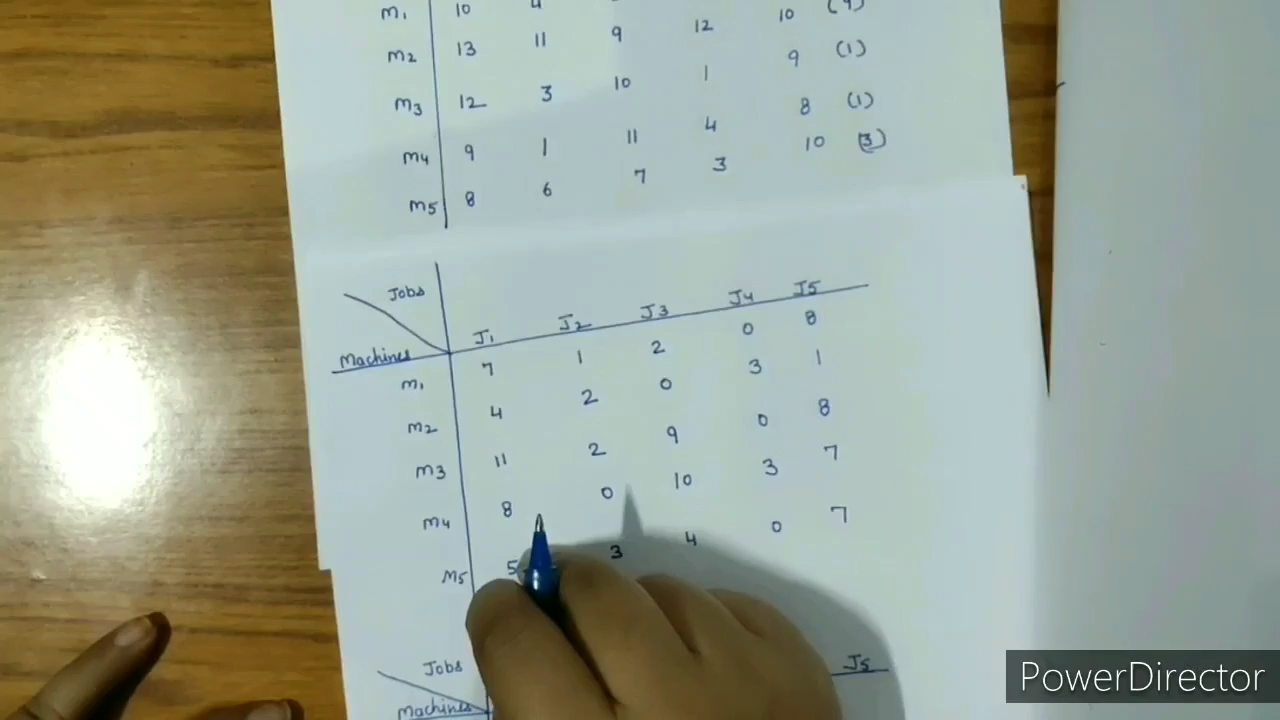 M1 10 4
M2 13 11 9 12 10 (9)
M3 12 3 10 1 9 (1)
M4 9 1 11 4 8 (1)
M5 8 6 7 3 10 (3)
Jobs J1 J2 J3 J4 J5
Machines
M1 7 1 2 0 8
M2 4 2 0 3 1
M3 11 2 9 0 8
M4 8 0 10 3 7
M5 5 3 4 0 7
Jobs J5
Machines
PowerDirector